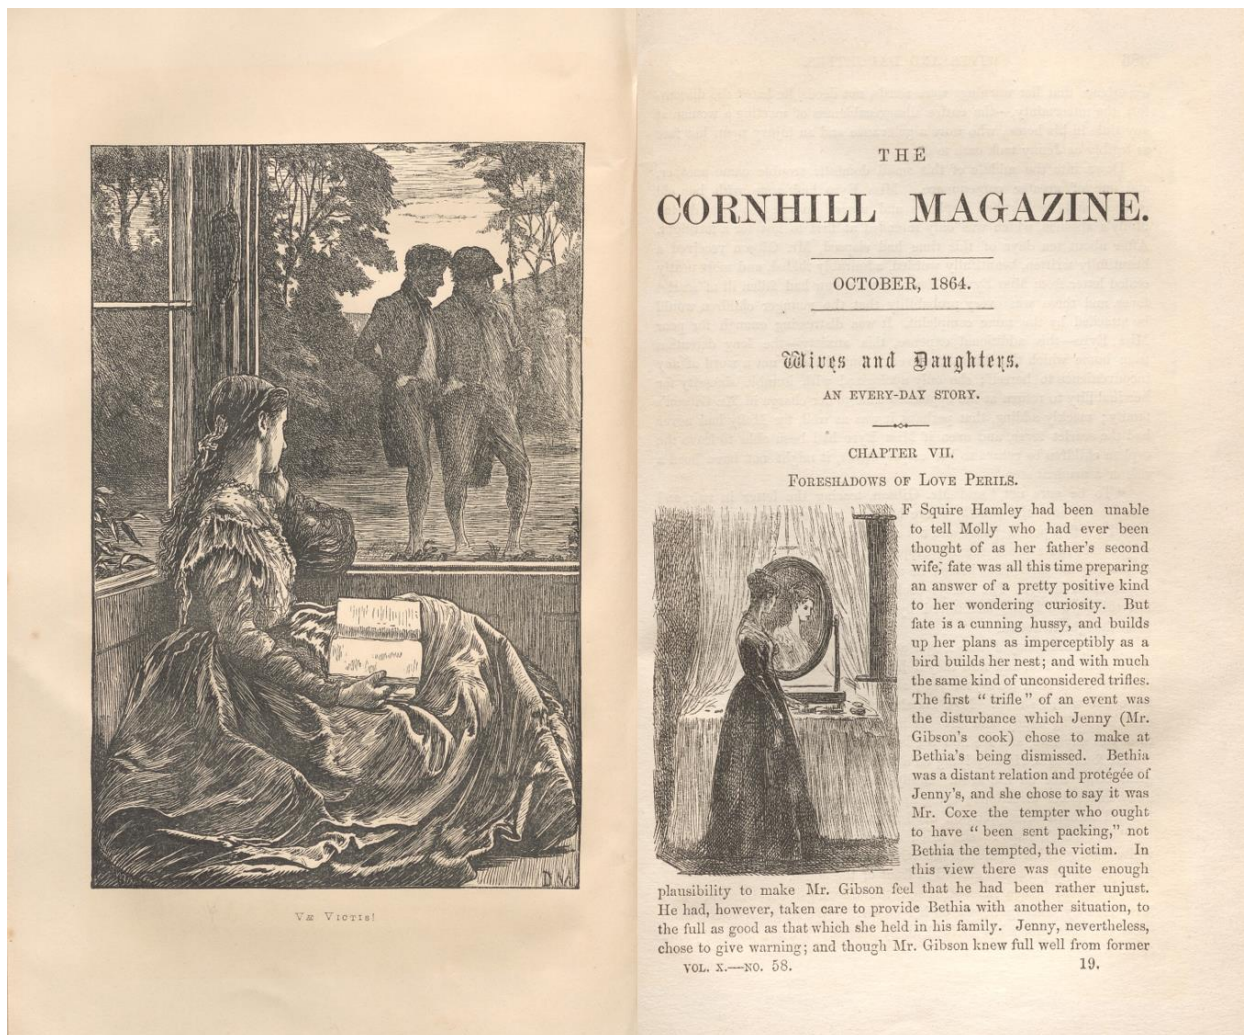 VÆ VICTIS!
THE
CORNHILL MAGAZINE.
OCTOBER, 1864.
Wives and Daughters.
AN EVERY-DAY STORY.
CHAPTER VII.
FORESHADOWS OF LOVE PERILS.
F Squire Hamley had been unable
to tell Molly who had ever been
thought of as her father's second
wife, fate was all this time preparing
an answer of a pretty positive kind
to her wondering curiosity. But
fate is a cunning hussy, and builds
up her plans as imperceptibly as a
bird builds her nest; and with much
the same kind of unconsidered trifles.
The first "trifle" of an event was
the disturbance which Jenny (Mr.
Gibson's cook) chose to make at
Bethia's being dismissed. Bethia
was a distant relation and protégée of
Jenny's, and she chose to say it was
Mr. Coxe the tempter who ought
to have "been sent packing," not
Bethia the tempted, the victim. In
this view there was quite enough
plausibility to make Mr. Gibson feel that he had been rather unjust.
He had, however, taken care to provide Bethia with another situation, to
the full as good as that which she held in his family. Jenny, nevertheless,
chose to give warning; and though Mr. Gibson knew full well from former
VOL. X.—NO. 58. 19.